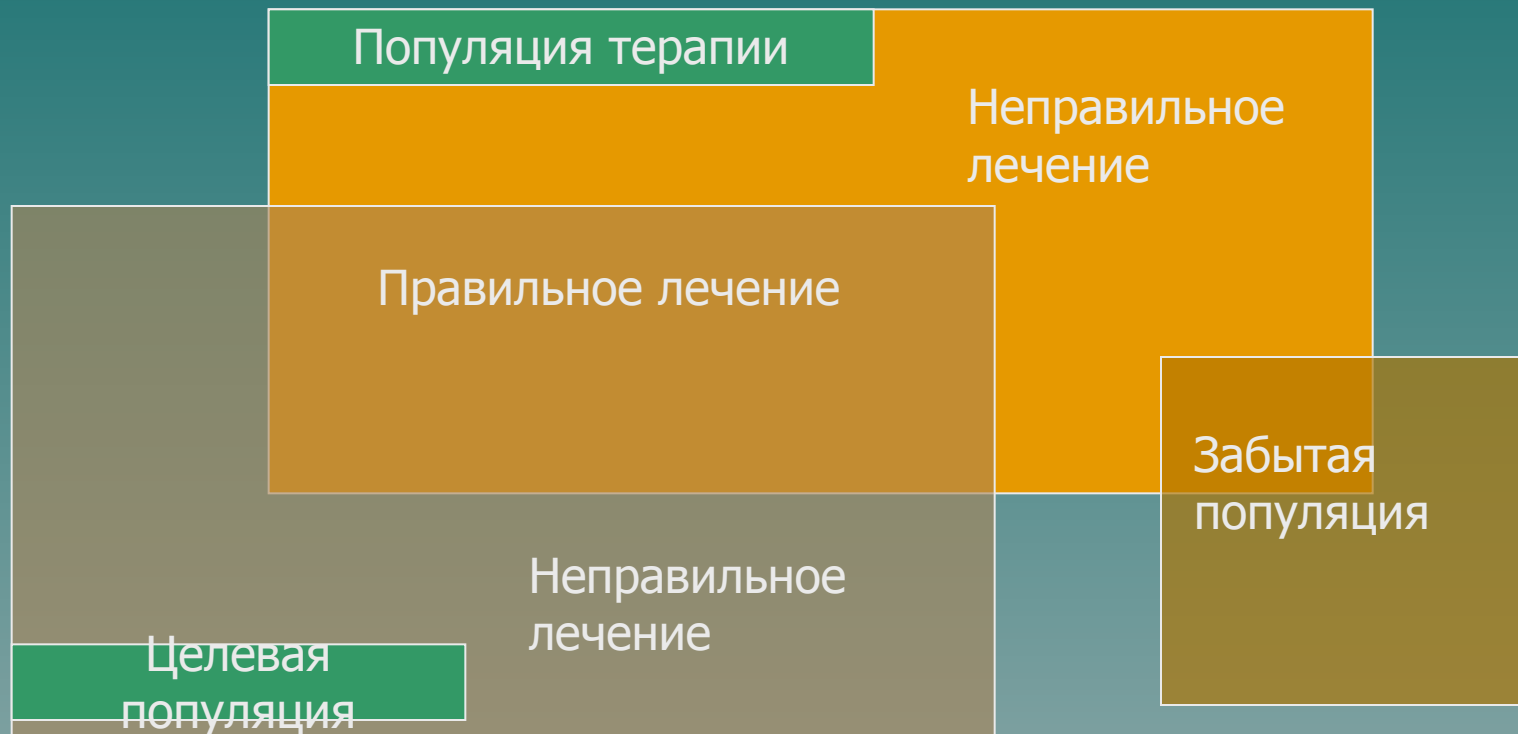 Популяция терапии
Неправильное
лечение
Правильное лечение
Забытая
популяция
Неправильное
лечение
Целевая
популяция